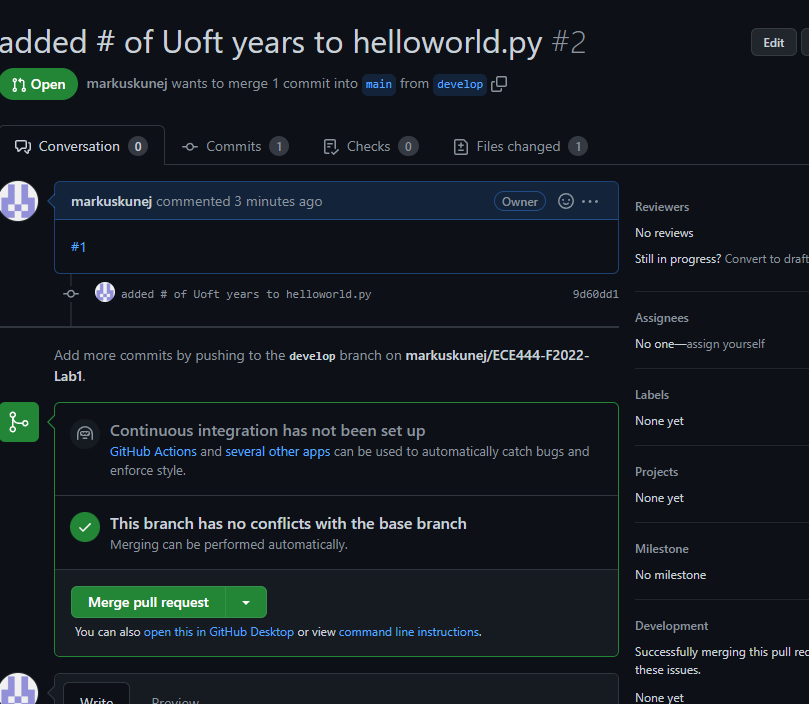 added # of Uoft years to helloworld.py #2
Edit
Open
markuskunej wants to merge 1 commit into main from develop
Conversation 0
Commits 1
Checks 0
Files changed 1
markuskunej commented 3 minutes ago
Owner
#1
added # of Uoft years to helloworld.py
9d60dd1
Add more commits by pushing to the develop branch on markuskunej/ECE444-F2022-
Lab1.
Continuous integration has not been set up
GitHub Actions and several other apps can be used to automatically catch bugs and
enforce style.
This branch has no conflicts with the base branch
Merging can be performed automatically.
Merge pull request
You can also open this in GitHub Desktop or view command line instructions.
Write
Preview
Reviewers
No reviews
Still in progress? Convert to draft
Assignees
No one—assign yourself
Labels
None yet
Projects
None yet
Milestone
No milestone
Development
Successfully merging this pull req
these issues.
None yet